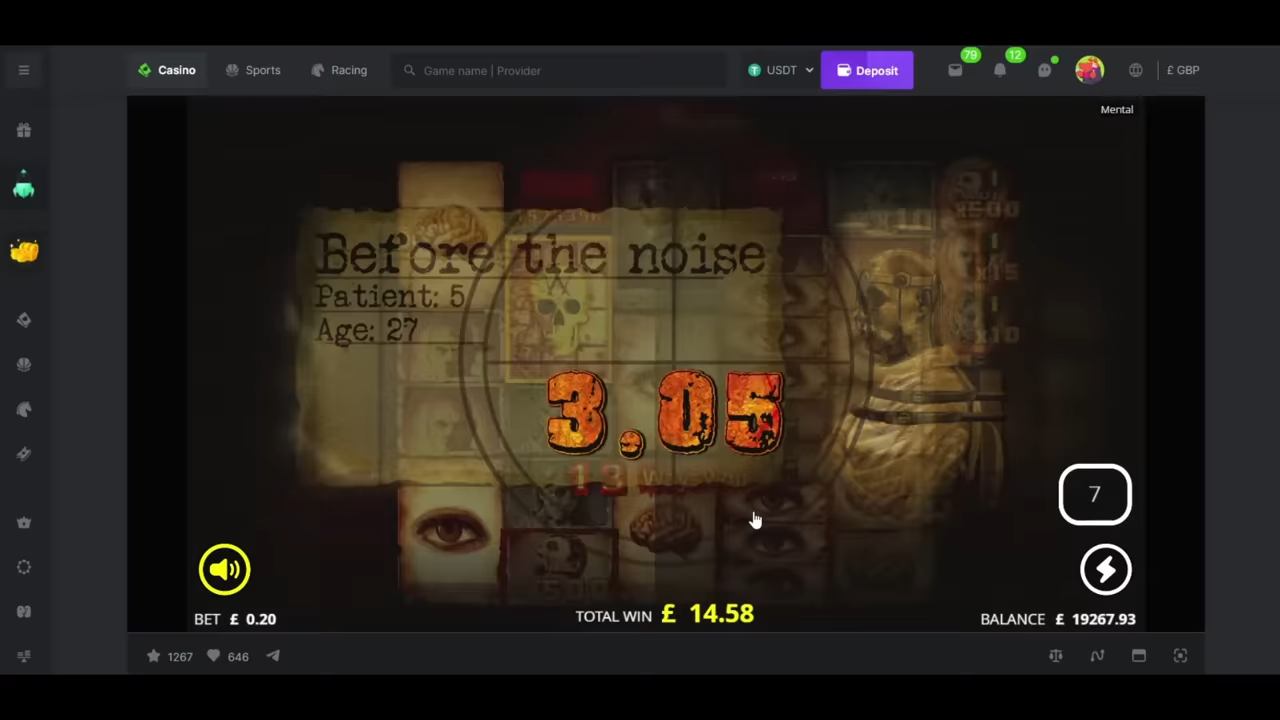 79
12
Casino
Sports
Racing
Game name | Provider
USDT
Deposit
£ GBP
Mental
Before the noise
Patient: 5
Age: 27
3.05
7
BET £ 0.20
TOTAL WIN £ 14.58
BALANCE £ 19267.93
1267
646